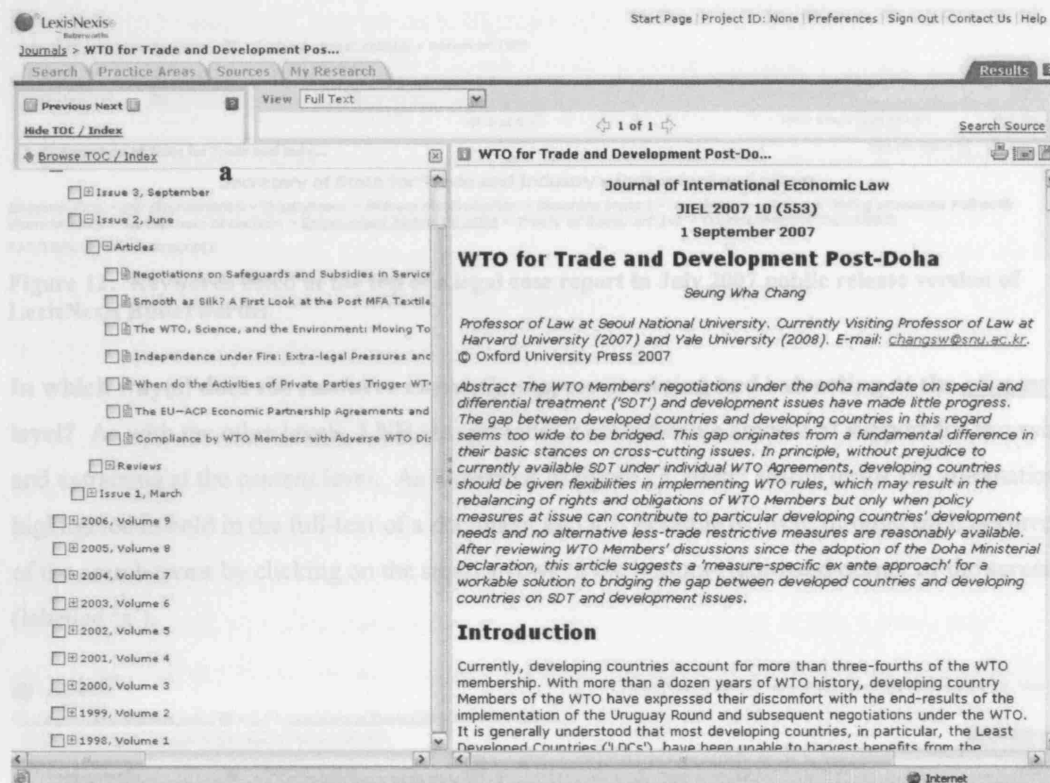 LexisNexis®
Butterworths
Start Page | Project ID: None | Preferences | Sign Out | Contact Us | Help
Journals > WTO for Trade and Development Pos...
Search Practice Areas Sources My Research
Results
Previous Next
View Full Text
Hide TOC / Index
1 of 1
Search Source
Browse TOC / Index
a
Issue 3, September
Issue 2, June
Articles
Negotiations on Safeguards and Subsidies in Service
Smooth as Silk? A First Look at the Post MFA Textile
The WTO, Science, and the Environment: Moving To
Independence under Fire: Extra-legal Pressures and
When do the Activities of Private Parties Trigger WT
The EU-ACP Economic Partnership Agreements and
Compliance by WTO Members with Adverse WTO Dis
Reviews
Issue 1, March
2006, Volume 9
2005, Volume 8
2004, Volume 7
2003, Volume 6
2002, Volume 5
2001, Volume 4
2000, Volume 3
1999, Volume 2
1998, Volume 1
WTO for Trade and Development Post-Do...
Journal of International Economic Law
JIEL 2007 10 (553)
1 September 2007
WTO for Trade and Development Post-Doha
Seung Wha Chang
Professor of Law at Seoul National University. Currently Visiting Professor of Law at
Harvard University (2007) and Yale University (2008). E-mail: changsw@snu.ac.kr.
© Oxford University Press 2007
Abstract The WTO Members' negotiations under the Doha mandate on special and
differential treatment ('SDT') and development issues have made little progress.
The gap between developed countries and developing countries in this regard
seems too wide to be bridged. This gap originates from a fundamental difference in
their basic stances on cross-cutting issues. In principle, without prejudice to
currently available SDT under individual WTO Agreements, developing countries
should be given flexibilities in implementing WTO rules, which may result in the
rebalancing of rights and obligations of WTO Members but only when policy
measures at issue can contribute to particular developing countries' development
needs and no alternative less-trade restrictive measures are reasonably available.
After reviewing WTO Members' discussions since the adoption of the Doha Ministerial
Declaration, this article suggests a 'measure-specific ex ante approach' for a
workable solution to bridging the gap between developed countries and developing
countries on SDT and development issues.
Introduction
Currently, developing countries account for more than three-fourths of the WTO
membership. With more than a dozen years of WTO history, developing country
Members of the WTO have expressed their discomfort with the end-results of the
implementation of the Uruguay Round and subsequent negotiations under the WTO.
It is generally understood that most developing countries, in particular, the Least
Developed Countries ('LDCs'), have been unable to harvest benefits from the
Internet